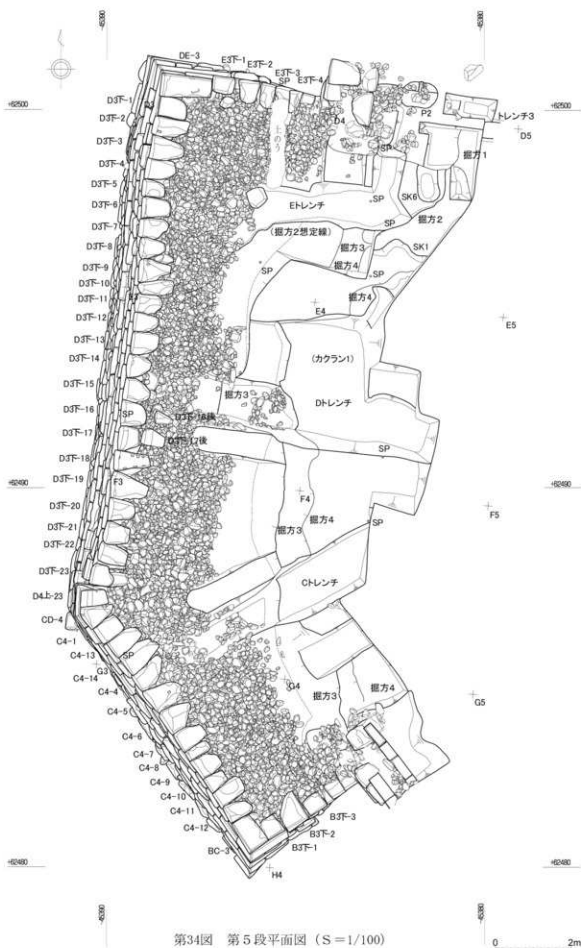 -45390
-45380
+62500
+62500
DE-3
E3下-1
E3下-2
E3下-3
SP
E3下-4
D4
P2
トレンチ3
D5
掘方1
土のう
SP
D3下-1
D3下-2
D3下-3
D3下-4
D3下-5
D3下-6
D3下-7
D3下-8
D3下-9
D3下-10
D3下-11
D3下-12
D3下-13
D3下-14
D3下-15
D3下-16
D3下-17
D3下-18
D3下-19
D3下-20
D3下-21
D3下-22
D3下-23
D4上-23
CD-4
Eトレンチ
SP
SK6
掘方2
(掘方2想定線)
SP
掘方3
SK1
SP
掘方4
SP
掘方4
E4
E5
(カクラン1)
掘方3
Dトレンチ
SP
D3下-16後
D3下-17後
SP
+62490
+62490
F3
F4
F5
掘方3
掘方4
SP
Cトレンチ
C4-1
C4-13
SP
G3
C4-14
C4-4
C4-5
C4-6
C4-7
C4-8
C4-9
C4-10
C4-11
C4-12
BC-3
G4
掘方3
掘方4
G5
B3下-3
B3下-2
B3下-1
H4
+62480
+62480
-45390
-45380
第34図 第5段平面図 (S=1/100)
0 2m